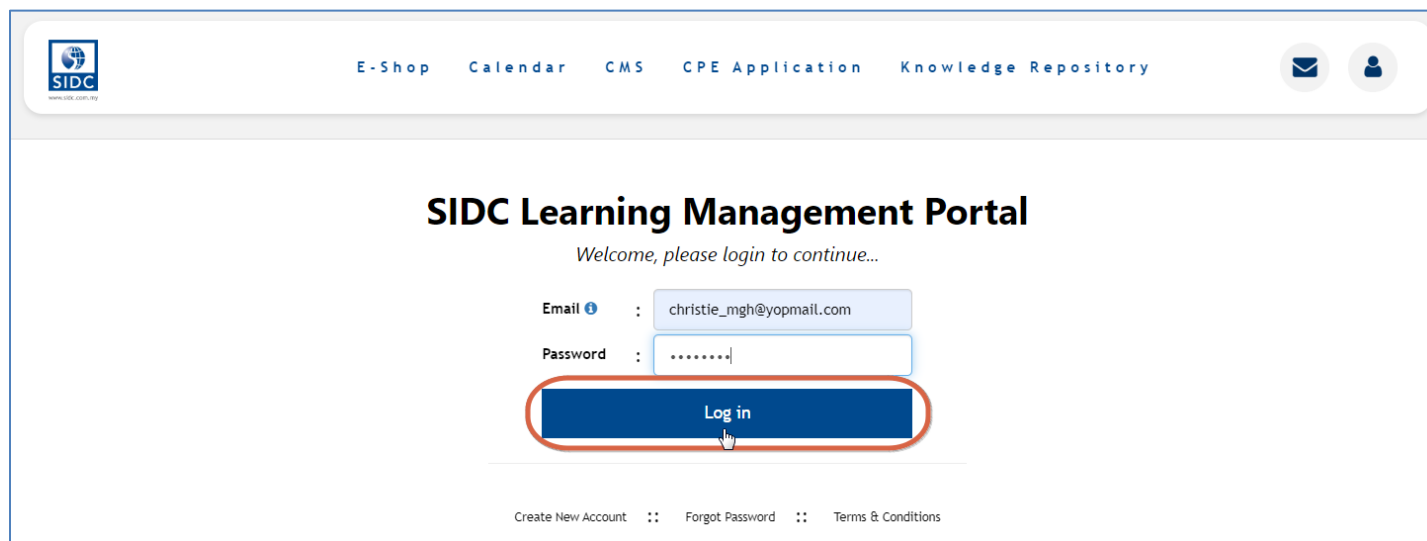 SIDC
www.sidc.com.my
E-Shop Calendar CMS CPE Application Knowledge Repository
SIDC Learning Management Portal
Welcome, please login to continue...
Email : christie_mgh@yopmail.com
Password : ••••••••
Log in
Create New Account :: Forgot Password :: Terms & Conditions